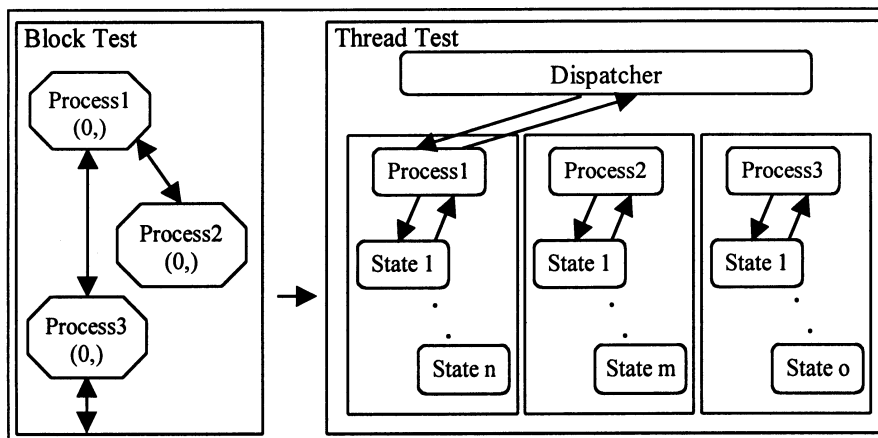 Block Test
Process1
(0,)
Process2
(0,)
Process3
(0,)
Thread Test
Dispatcher
Process1
State 1
.
.
State n
Process2
State 1
.
.
State m
Process3
State 1
.
.
State o